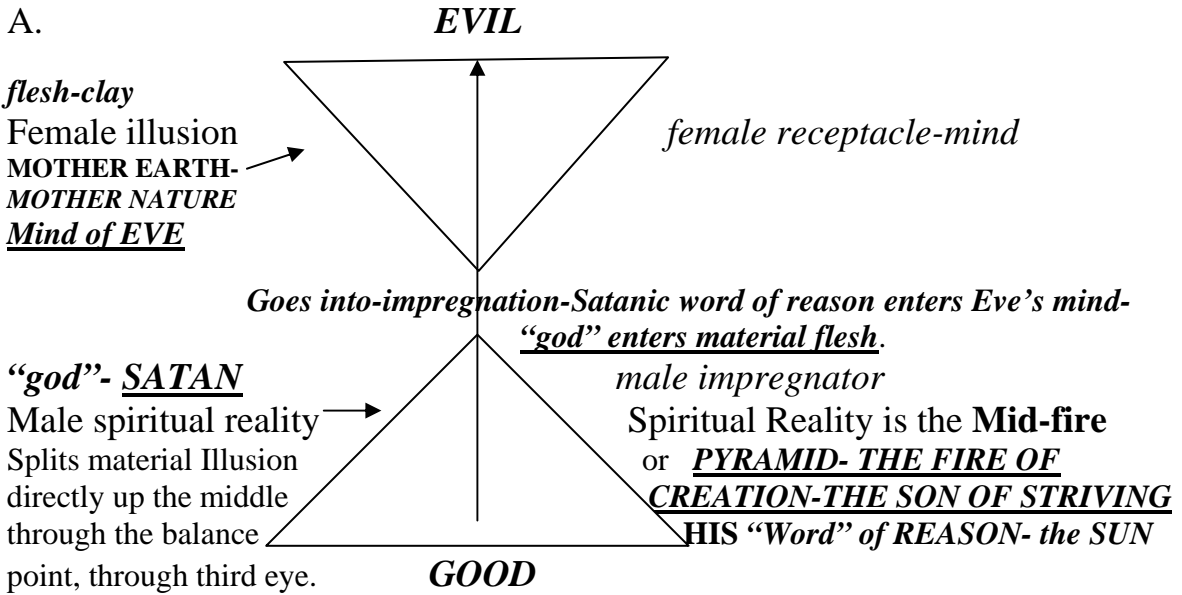 A.
EVIL
flesh-clay
Female illusion
female receptacle-mind
MOTHER EARTH-
MOTHER NATURE
Mind of EVE
Goes into-impregnation-Satanic word of reason enters Eve's mind-
“god” enters material flesh.
“god”- SATAN
male impregnator
Male spiritual reality
Spiritual Reality is the Mid-fire
Splits material Illusion
or PYRAMID- THE FIRE OF
directly up the middle
CREATION-THE SON OF STRIVING
through the balance
HIS “Word” of REASON- the SUN
point, through third eye.
GOOD